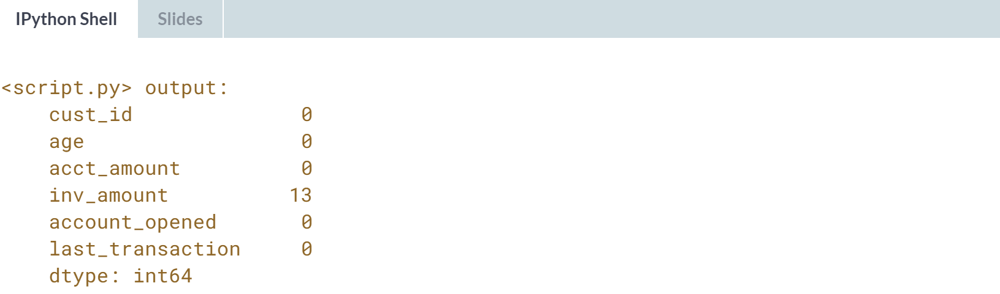 IPython Shell Slides
<script.py> output:
cust_id 0
age 0
acct_amount 0
inv_amount 13
account_opened 0
last_transaction 0
dtype: int64